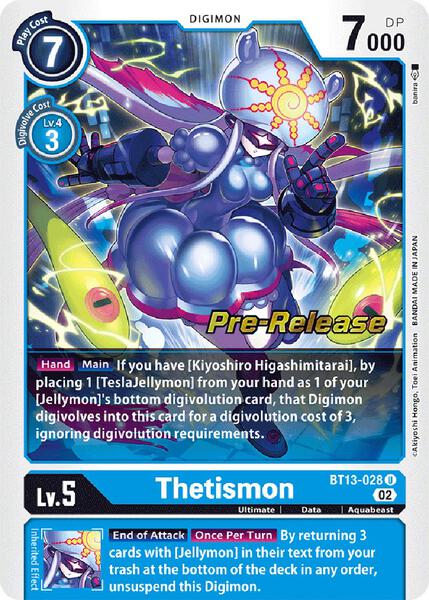 DIGIMON
Play Cost
7
7000
DP
Digivolve Cost
Lv.4
3
banira
Pre-Release
©Akiyoshi Hongo, Toei Animation BANDAI MADE IN JAPAN
Hand Main If you have [Kiyoshiro Higashimitarai], by
placing 1 [TeslaJellymon] from your hand as 1 of your
[Jellymon]'s bottom digivolution card, that Digimon
digivolves into this card for a digivolution cost of 3,
ignoring digivolution requirements.
Lv.5
Thetismon
BT13-028 U
02
Ultimate | Data | Aquabeast
Inherited Effect
End of Attack Once Per Turn By returning 3
cards with [Jellymon] in their text from your
trash at the bottom of the deck in any order,
unsuspend this Digimon.